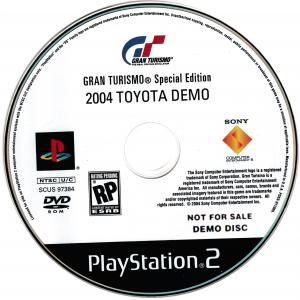 GRAN TURISMO
GRAN TURISMO® Special Edition
2004 TOYOTA DEMO
SONY
COMPUTER
NTSC U/C
SCUS 97384
DVD
ROM
RATING PENDING
RP
ESRB
The Sony Computer Entertainment logo is a registered
trademark of Sony Corporation. Gran Turismo is a
registered trademark of Sony Computer Entertainment
America Inc. All manufacturers, cars, names, brands and
associated imagery featured in this game are trademarks
and/or copyrighted materials of their respective owners. All
rights reserved. © 2004 Sony Computer Entertainment Inc.
NOT FOR SALE
DEMO DISC
PlayStation 2